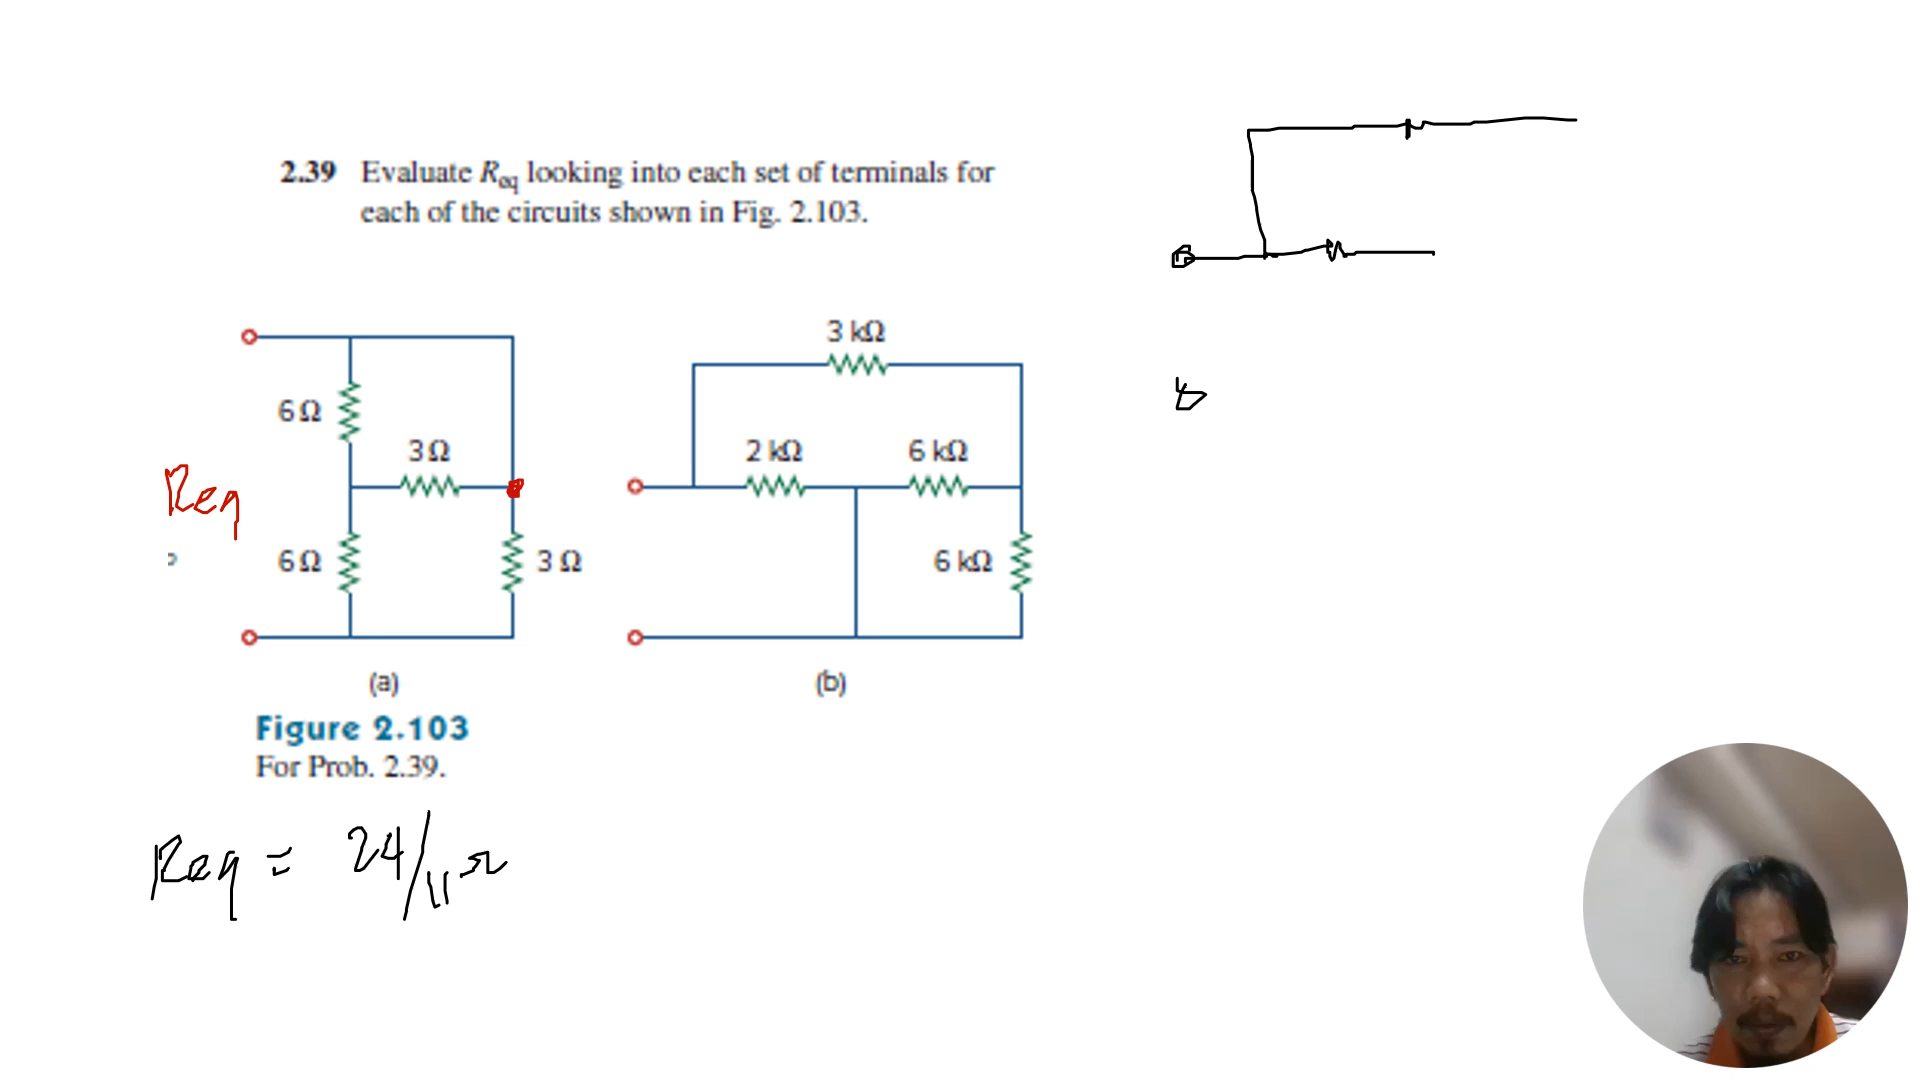 2.39 Evaluate Req looking into each set of terminals for
each of the circuits shown in Fig. 2.103.
3 kΩ
6 Ω
3 Ω
2 kΩ
6 kΩ
Req
6 Ω
3 Ω
6 kΩ
(a)
(b)
Figure 2.103
For Prob. 2.39.
Req = 24/11 Ω